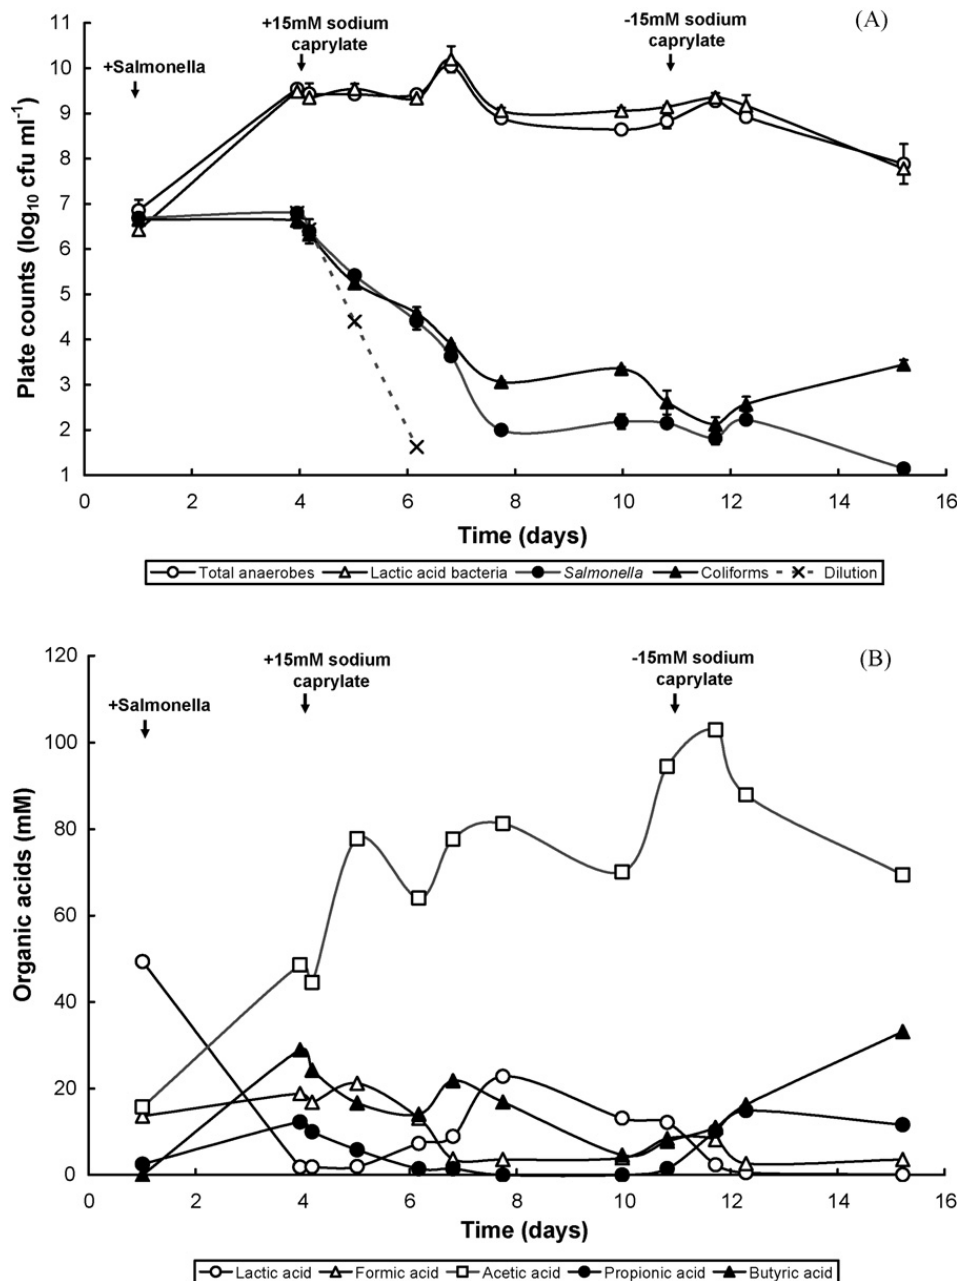 (A)
+15mM sodium
caprylate
-15mM sodium
caprylate
+Salmonella
11
10
9
8
7
6
5
4
3
2
1
Plate counts (log10 cfu ml-1)
0 2 4 6 8 10 12 14 16
Time (days)
Total anaerobes Lactic acid bacteria Salmonella Coliforms Dilution
(B)
+15mM sodium
caprylate
-15mM sodium
caprylate
+Salmonella
120
100
80
60
40
20
0
Organic acids (mM)
0 2 4 6 8 10 12 14 16
Time (days)
Lactic acid Formic acid Acetic acid Propionic acid Butyric acid